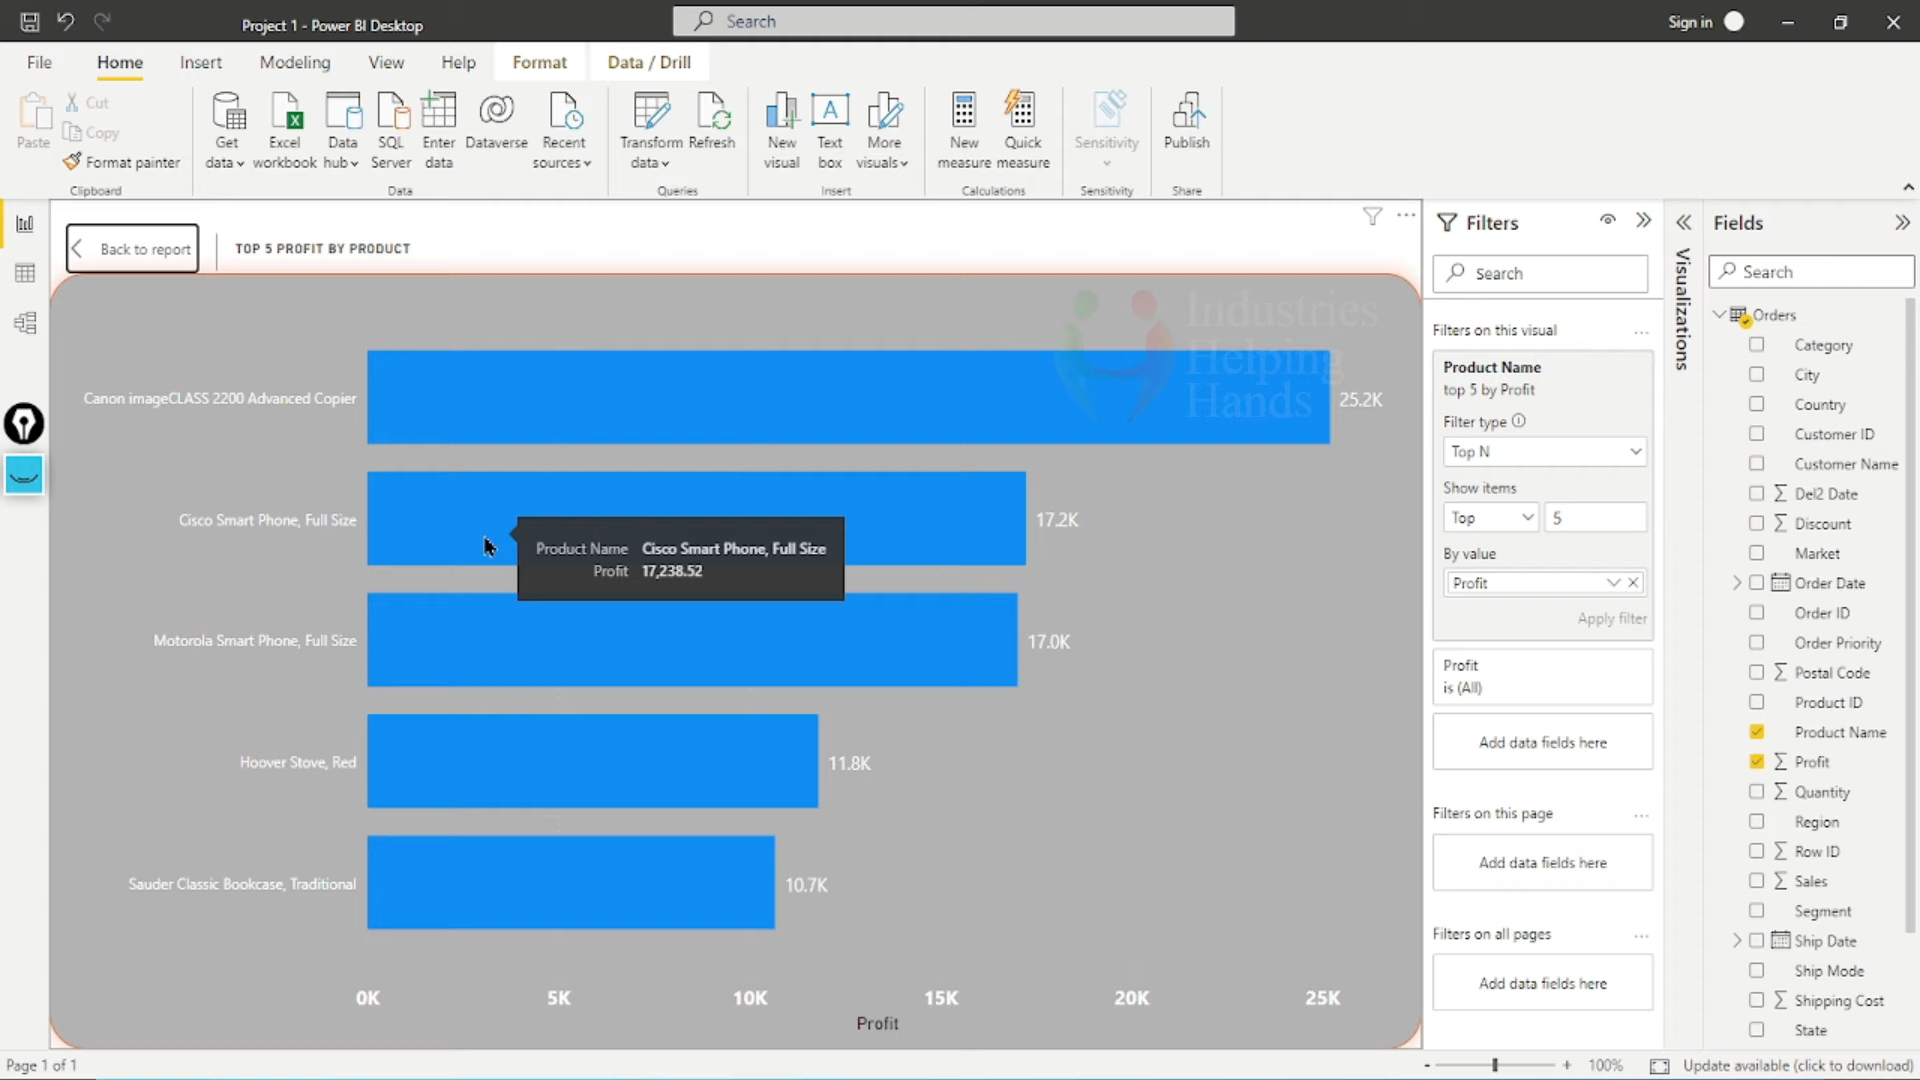 Project 1 - Power BI Desktop
Search
Sign in
File
Home
Insert
Modeling
View
Help
Format
Data / Drill
Paste
Cut
Copy
Format painter
Clipboard
Get data
Excel workbook
Data hub
SQL Server
Enter data
Dataverse
Recent sources
Data
Transform data
Refresh
Queries
New visual
Text box
More visuals
Insert
New measure
Quick measure
Calculations
Sensitivity
Sensitivity
Publish
Share
Back to report
TOP 5 PROFIT BY PRODUCT
Industries
Helping
Hands
Canon imageCLASS 2200 Advanced Copier
25.2K
Cisco Smart Phone, Full Size
17.2K
Product Name Cisco Smart Phone, Full Size
Profit 17,238.52
Motorola Smart Phone, Full Size
17.0K
Hoover Stove, Red
11.8K
Sauder Classic Bookcase, Traditional
10.7K
0K 5K 10K 15K 20K 25K
Profit
Filters
Search
Filters on this visual
Product Name
top 5 by Profit
Filter type
Top N
Show items
Top
5
By value
Profit
Apply filter
Profit
is (All)
Add data fields here
Filters on this page
Add data fields here
Filters on all pages
Add data fields here
Visualizations
Fields
Search
Orders
Category
City
Country
Customer ID
Customer Name
Del2 Date
Discount
Market
Order Date
Order ID
Order Priority
Postal Code
Product ID
Product Name
Profit
Quantity
Region
Row ID
Sales
Segment
Ship Date
Ship Mode
Shipping Cost
State
Page 1 of 1
- + 100%
Update available (click to download)